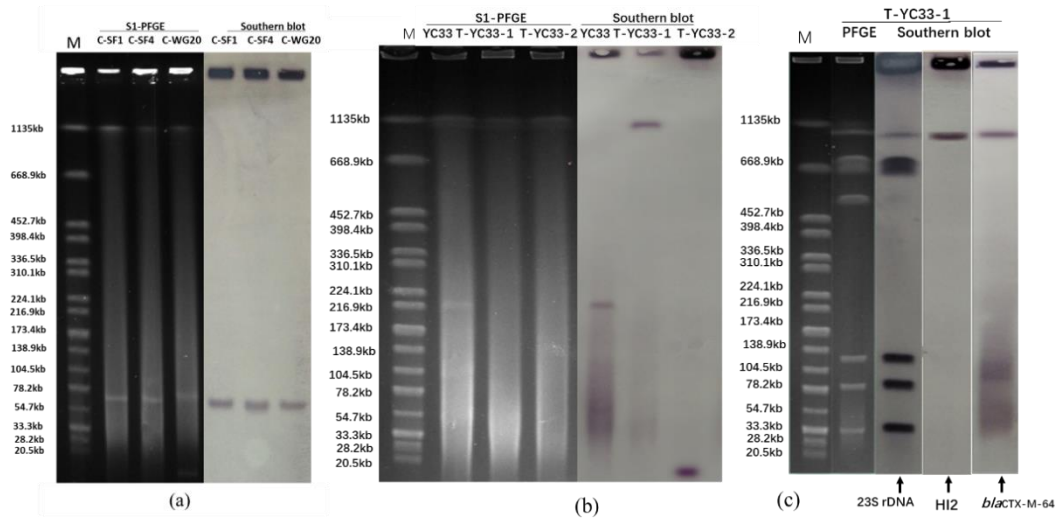 S1-PFGE Southern blot
M C-SF1 C-SF4 C-WG20 C-SF1 C-SF4 C-WG20
1135kb
668.9kb
452.7kb
398.4kb
336.5kb
310.1kb
224.1kb
216.9kb
173.4kb
138.9kb
104.5kb
78.2kb
54.7kb
33.3kb
28.2kb
20.5kb
(a)
S1-PFGE Southern blot
M YC33 T-YC33-1 T-YC33-2 YC33 T-YC33-1 T-YC33-2
1135kb
668.9kb
452.7kb
398.4kb
336.5kb
310.1kb
224.1kb
216.9kb
173.4kb
138.9kb
104.5kb
78.2kb
54.7kb
33.3kb
28.2kb
20.5kb
(b)
T-YC33-1
M PFGE Southern blot
1135kb
668.9kb
452.7kb
398.4kb
336.5kb
310.1kb
224.1kb
216.9kb
173.4kb
138.9kb
104.5kb
78.2kb
54.7kb
33.3kb
28.2kb
20.5kb
23S rDNA HI2 blaCTX-M-64
(c)